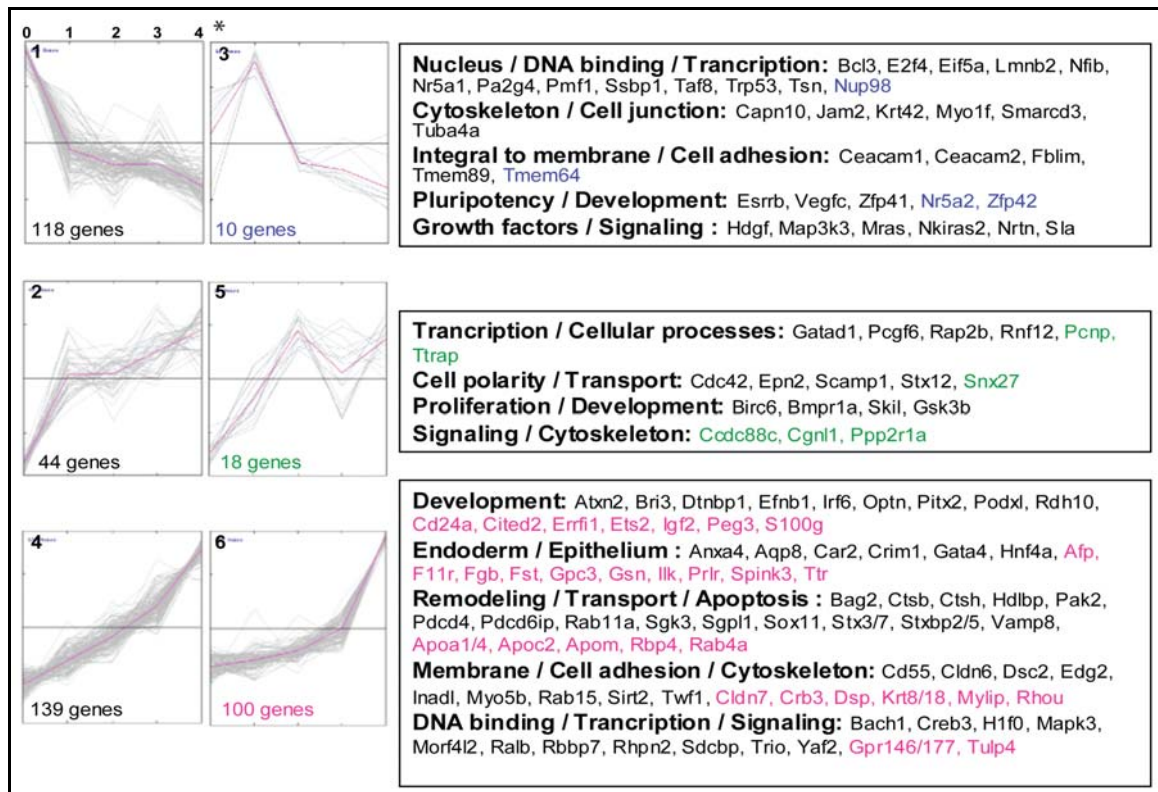 0 1 2 3 4 *
1
118 genes
3
10 genes
Nucleus / DNA binding / Trancription: Bcl3, E2f4, Eif5a, Lmnb2, Nfib,
Nr5a1, Pa2g4, Pmf1, Ssbp1, Taf8, Trp53, Tsn, Nup98
Cytoskeleton / Cell junction: Capn10, Jam2, Krt42, Myo1f, Smarcd3,
Tuba4a
Integral to membrane / Cell adhesion: Ceacam1, Ceacam2, Fblim,
Tmem89, Tmem64
Pluripotency / Development: Esrrb, Vegfc, Zfp41, Nr5a2, Zfp42
Growth factors / Signaling : Hdgf, Map3k3, Mras, Nkiras2, Nrtn, Sla
2
44 genes
5
18 genes
Trancription / Cellular processes: Gatad1, Pcgf6, Rap2b, Rnf12, Pcnp,
Ttrap
Cell polarity / Transport: Cdc42, Epn2, Scamp1, Stx12, Snx27
Proliferation / Development: Birc6, Bmpr1a, Skil, Gsk3b
Signaling / Cytoskeleton: Ccdc88c, Cgnl1, Ppp2r1a
4
139 genes
6
100 genes
Development: Atxn2, Bri3, Dtnbp1, Efnb1, Irf6, Optn, Pitx2, Podxl, Rdh10,
Cd24a, Cited2, Errfi1, Ets2, Igf2, Peg3, S100g
Endoderm / Epithelium : Anxa4, Aqp8, Car2, Crim1, Gata4, Hnf4a, Afp,
F11r, Fgb, Fst, Gpc3, Gsn, Ilk, Prlr, Spink3, Ttr
Remodeling / Transport / Apoptosis : Bag2, Ctsb, Ctsh, Hdlbp, Pak2,
Pdcd4, Pdcd6ip, Rab11a, Sgk3, Sgpl1, Sox11, Stx3/7, Stxbp2/5, Vamp8,
Apoa1/4, Apoc2, Apom, Rbp4, Rab4a
Membrane / Cell adhesion / Cytoskeleton: Cd55, Cldn6, Dsc2, Edg2,
Inadl, Myo5b, Rab15, Sirt2, Twf1, Cldn7, Crb3, Dsp, Krt8/18, Mylip, Rhou
DNA binding / Trancription / Signaling: Bach1, Creb3, H1f0, Mapk3,
Morf4l2, Ralb, Rbbp7, Rhpn2, Sdcbp, Trio, Yaf2, Gpr146/177, Tulp4